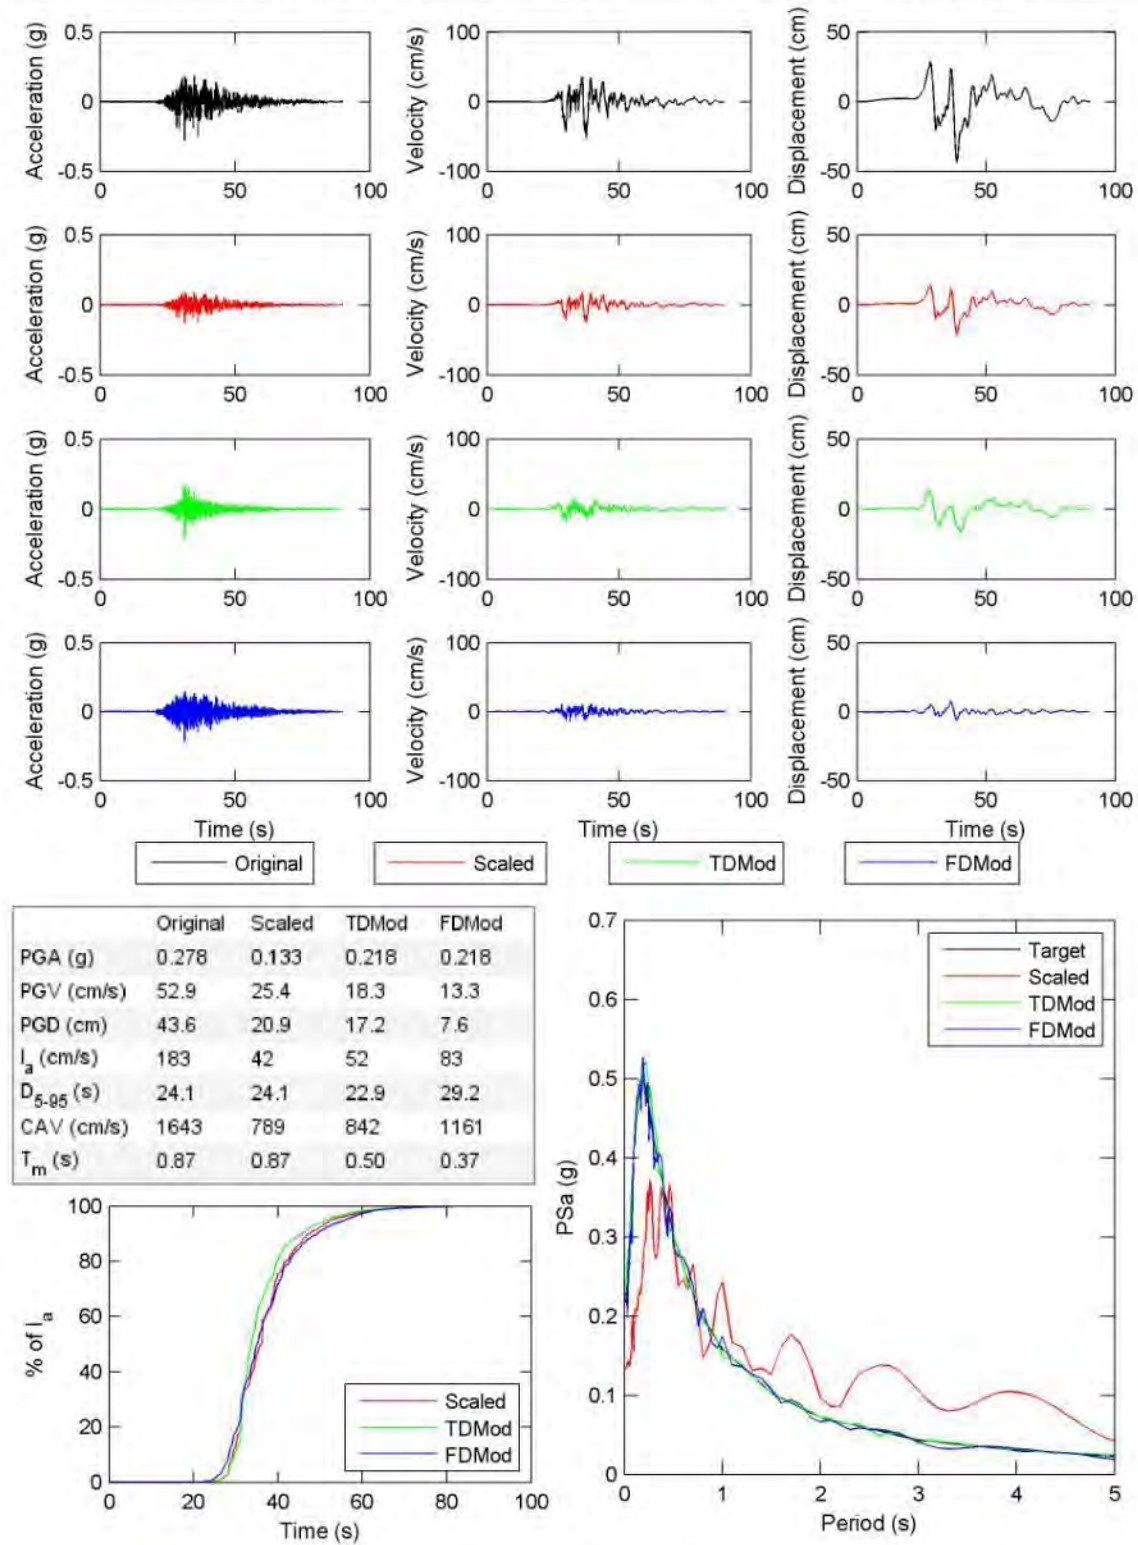 Acceleration (g)
0.5
0
-0.5
0
50
100
Velocity (cm/s)
100
0
-100
0
50
100
Displacement (cm)
50
0
-50
0
50
100
Acceleration (g)
0.5
0
-0.5
0
50
100
Velocity (cm/s)
100
0
-100
0
50
100
Displacement (cm)
50
0
-50
0
50
100
Acceleration (g)
0.5
0
-0.5
0
50
100
Velocity (cm/s)
100
0
-100
0
50
100
Displacement (cm)
50
0
-50
0
50
100
Acceleration (g)
0.5
0
-0.5
0
50
100
Time (s)
Velocity (cm/s)
100
0
-100
0
50
100
Time (s)
Displacement (cm)
50
0
-50
0
50
100
Time (s)
Original
Scaled
TDMod
FDMod
Original Scaled TDMod FDMod
PGA (g) 0.278 0.133 0.218 0.218
PGV (cm/s) 52.9 25.4 18.3 13.3
PGD (cm) 43.6 20.9 17.2 7.6
Ia (cm/s) 183 42 52 83
D5-95 (s) 24.1 24.1 22.9 29.2
CAV (cm/s) 1643 789 842 1161
Tm (s) 0.87 0.87 0.50 0.37
% of Ia
100
80
60
40
20
0
0 20 40 60 80 100
Time (s)
Scaled
TDMod
FDMod
PSa (g)
0.7
0.6
0.5
0.4
0.3
0.2
0.1
0
0 1 2 3 4 5
Period (s)
Target
Scaled
TDMod
FDMod